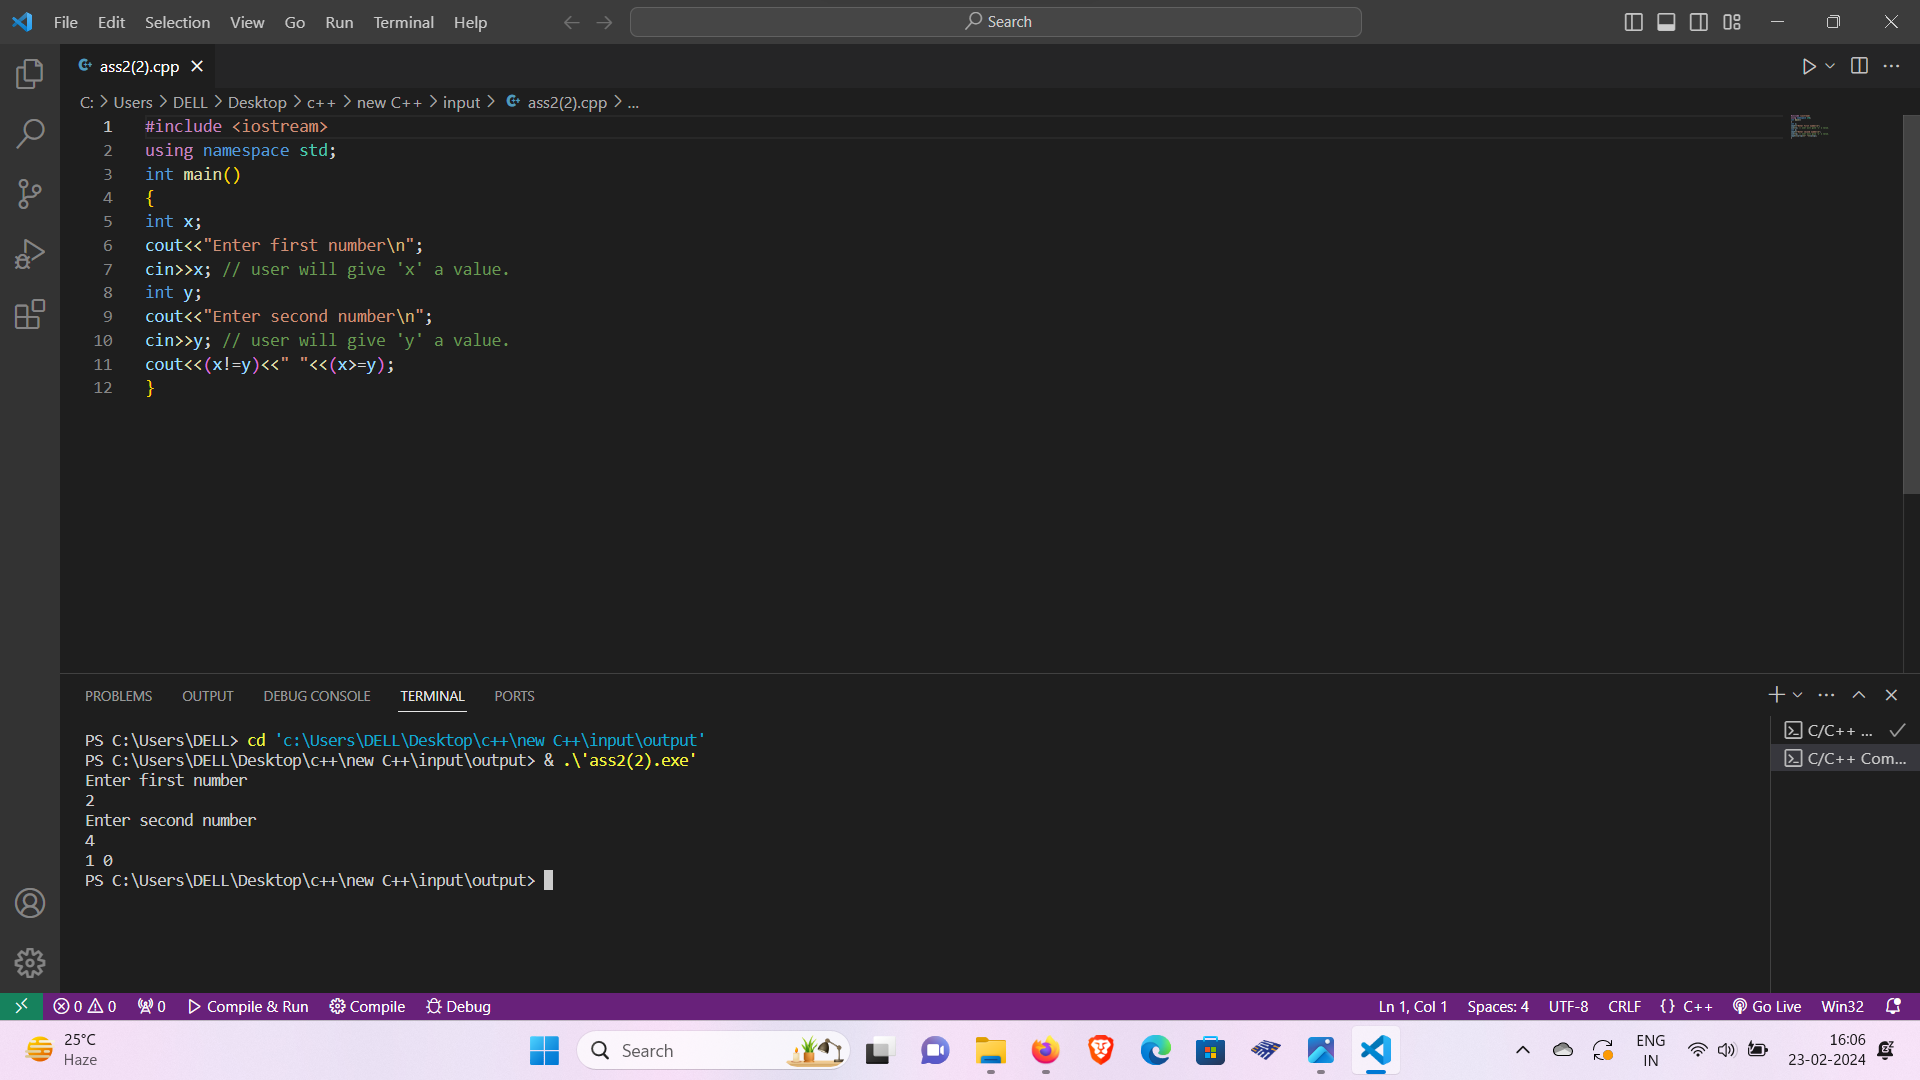 File Edit Selection View Go Run Terminal Help
Search
ass2(2).cpp
C: > Users > DELL > Desktop > c++ > new C++ > input > ass2(2).cpp > ...
1 #include <iostream>
2 using namespace std;
3 int main()
4 {
5 int x;
6 cout<<"Enter first number\n";
7 cin>>x; // user will give 'x' a value.
8 int y;
9 cout<<"Enter second number\n";
10 cin>>y; // user will give 'y' a value.
11 cout<<(x!=y)<<" "<<(x>=y);
12 }
PROBLEMS OUTPUT DEBUG CONSOLE TERMINAL PORTS
PS C:\Users\DELL> cd 'c:\Users\DELL\Desktop\c++\new C++\input\output'
PS C:\Users\DELL\Desktop\c++\new C++\input\output> & .\'ass2(2).exe'
Enter first number
2
Enter second number
4
1 0
PS C:\Users\DELL\Desktop\c++\new C++\input\output>
C/C++ ...
C/C++ Com...
0 0 0 Compile & Run Compile Debug
Ln 1, Col 1 Spaces: 4 UTF-8 CRLF {} C++ Go Live Win32
25°C
Haze
Search
ENG
IN
16:06
23-02-2024